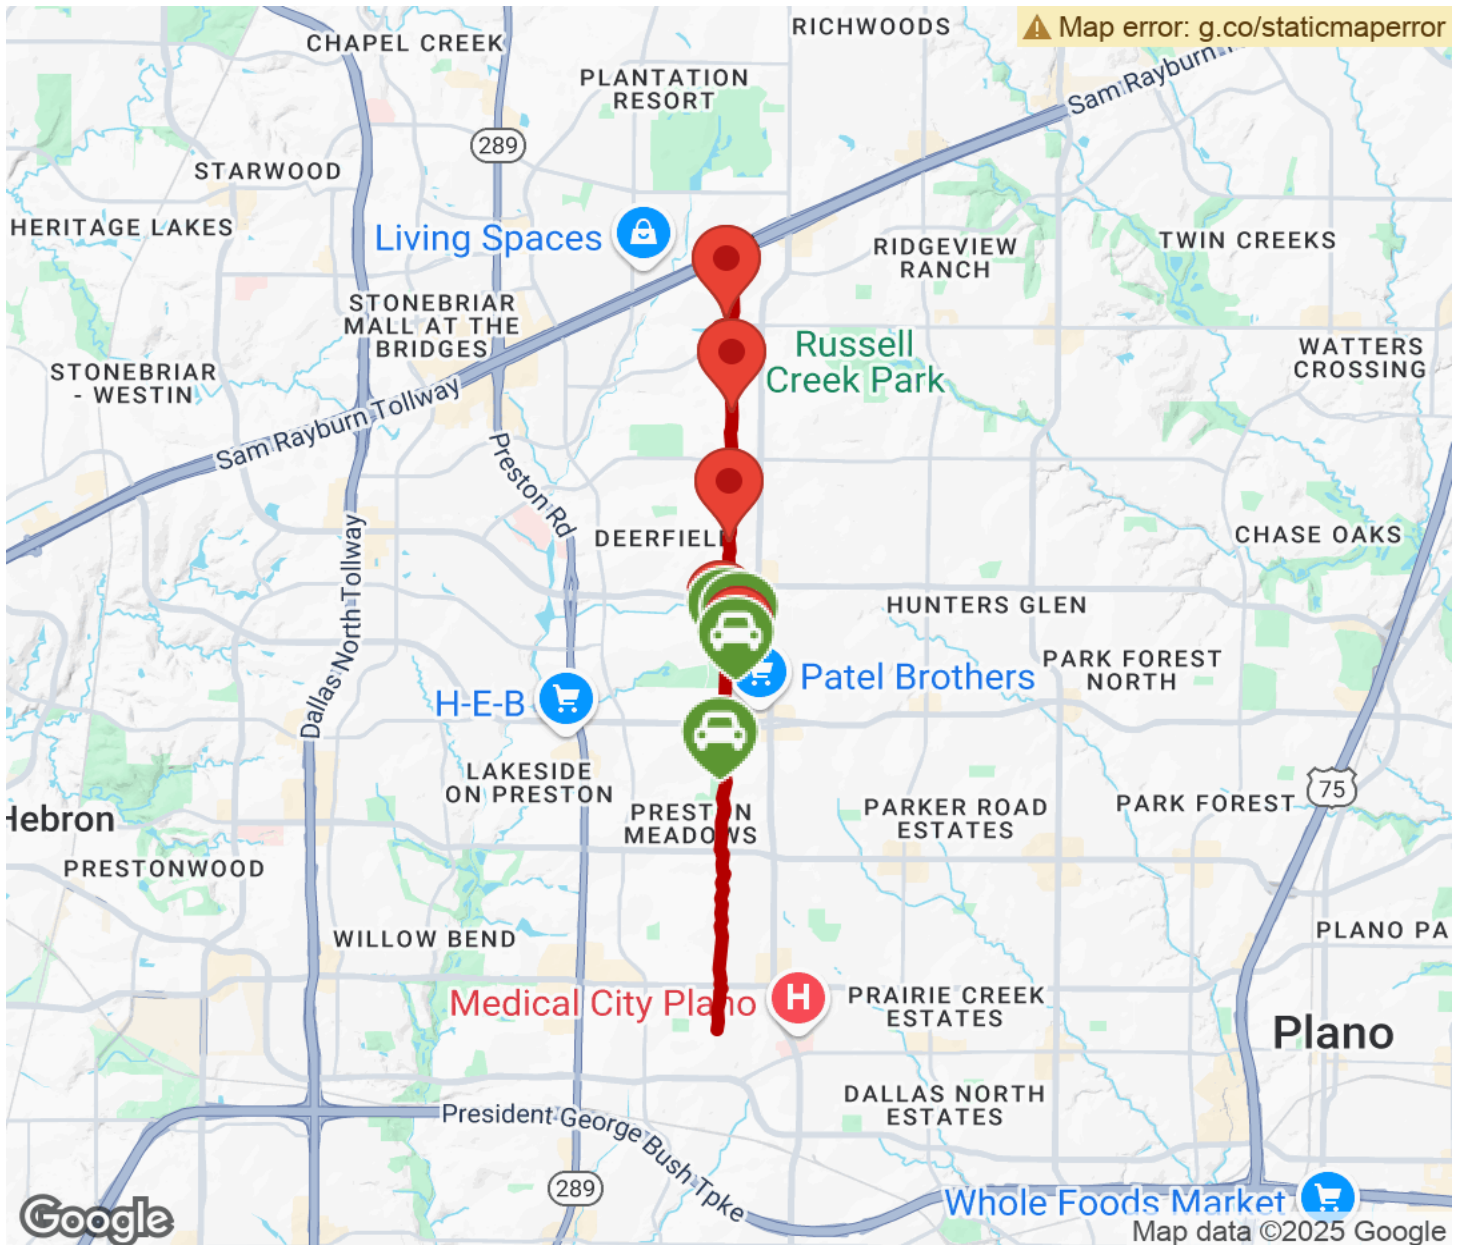 RICHWOODS
Map error: g.co/staticmaperror
CHAPEL CREEK
PLANTATION
RESORT
Sam Rayburn T
289
STARWOOD
HERITAGE LAKES
Living Spaces
RIDGEVIEW
RANCH
TWIN CREEKS
STONEBRIAR
MALL AT THE
BRIDGES
Russell
Creek Park
WATTERS
CROSSING
STONEBRIAR
- WESTIN
Sam Rayburn Tollway
Preston Rd
DEERFIELD
CHASE OAKS
Dallas North Tollway
HUNTERS GLEN
PARK FOREST
NORTH
Patel Brothers
H-E-B
LAKESIDE
ON PRESTON
75
PRESTON
MEADOWS
PARKER ROAD
ESTATES
PARK FOREST
Hebron
PRESTONWOOD
WILLOW BEND
PLANO PA
Medical City Plano
H
PRAIRIE CREEK
ESTATES
Plano
DALLAS NORTH
ESTATES
President George Bush Tpke
289
Whole Foods Market
Google
Map data ©2025 Google